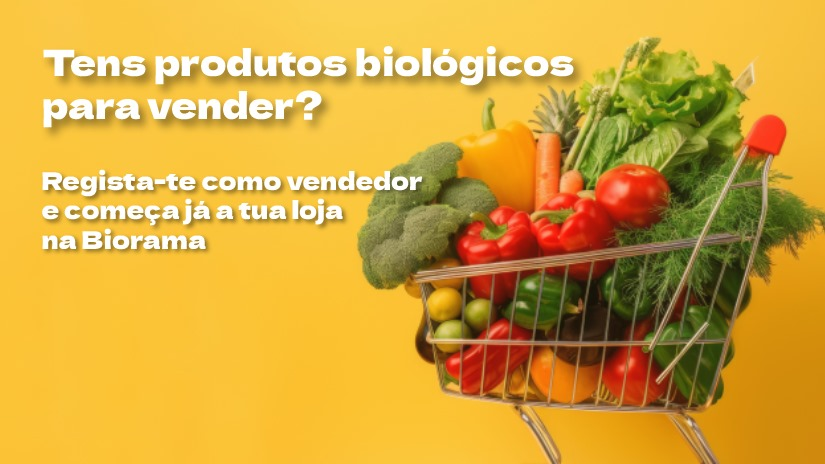 Tens produtos biológicos
para vender?
Regista-te como vendedor
e começa já a tua loja
na Biorama